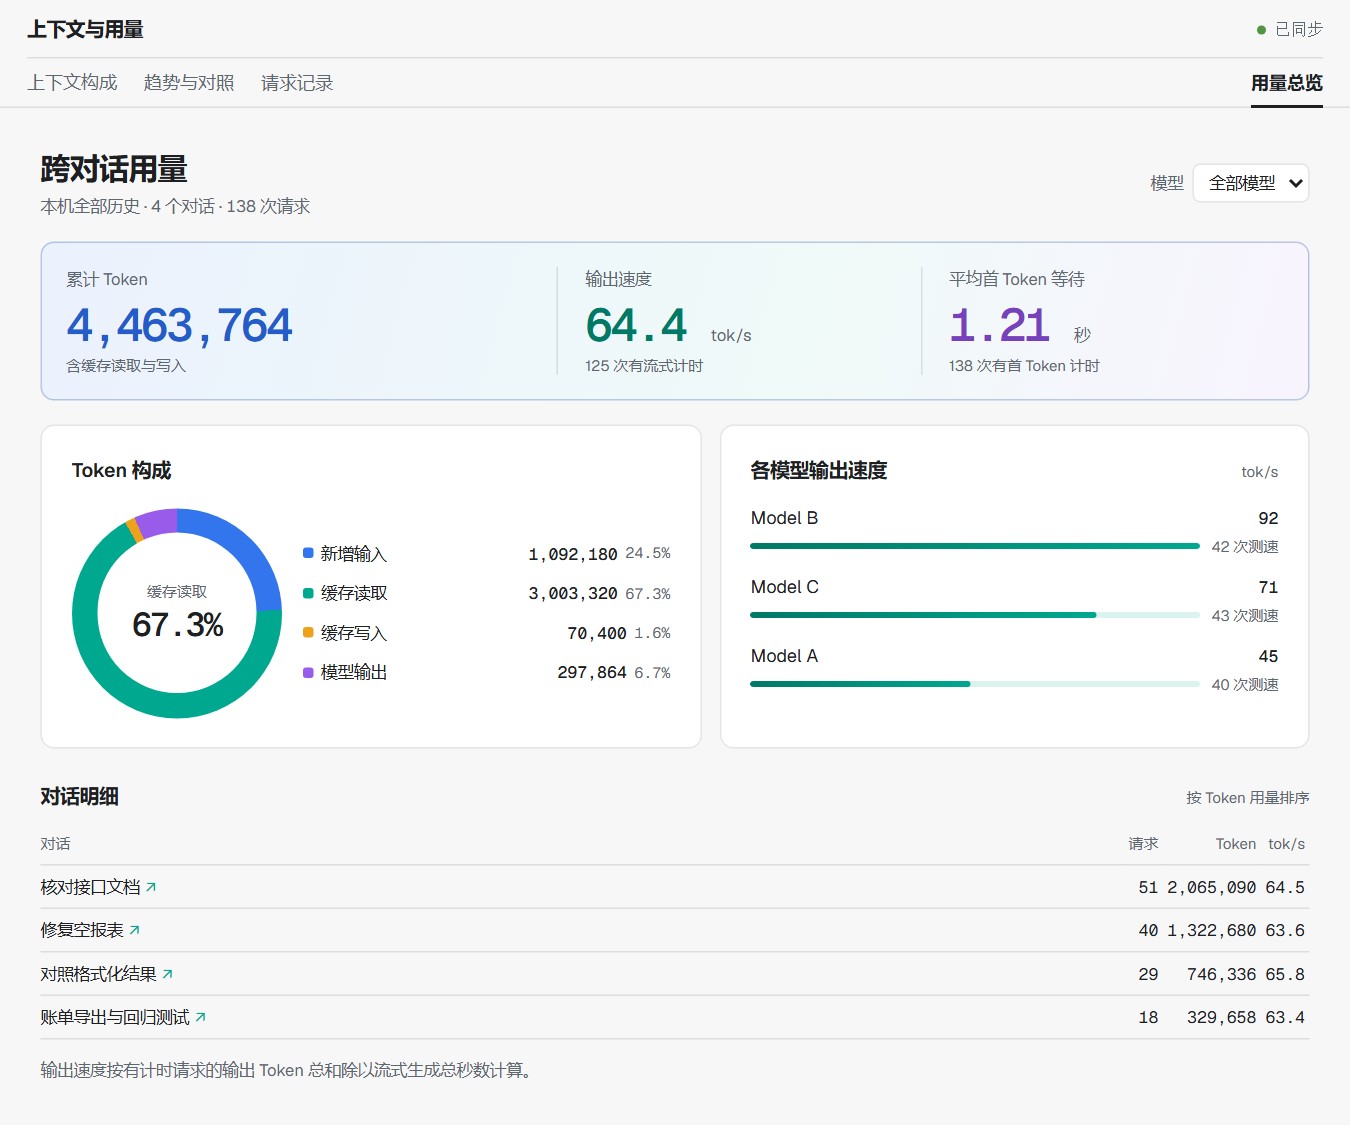 上下文与用量
已同步
上下文构成 趋势与对照 请求记录 用量总览
跨对话用量
本机全部历史 · 4 个对话 · 138 次请求
模型 全部模型
累计 Token
4,463,764
含缓存读取与写入
输出速度
64.4 tok/s
125 次有流式计时
平均首 Token 等待
1.21 秒
138 次有首 Token 计时
Token 构成
缓存读取
67.3%
新增输入 1,092,180 24.5%
缓存读取 3,003,320 67.3%
缓存写入 70,400 1.6%
模型输出 297,864 6.7%
各模型输出速度 tok/s
Model B 92
42 次测速
Model C 71
43 次测速
Model A 45
40 次测速
对话明细 按 Token 用量排序
对话 请求 Token tok/s
核对接口文档 51 2,065,090 64.5
修复空报表 40 1,322,680 63.6
对照格式化结果 29 746,336 65.8
账单导出与回归测试 18 329,658 63.4
输出速度按有计时请求的输出 Token 总和除以流式生成总秒数计算。